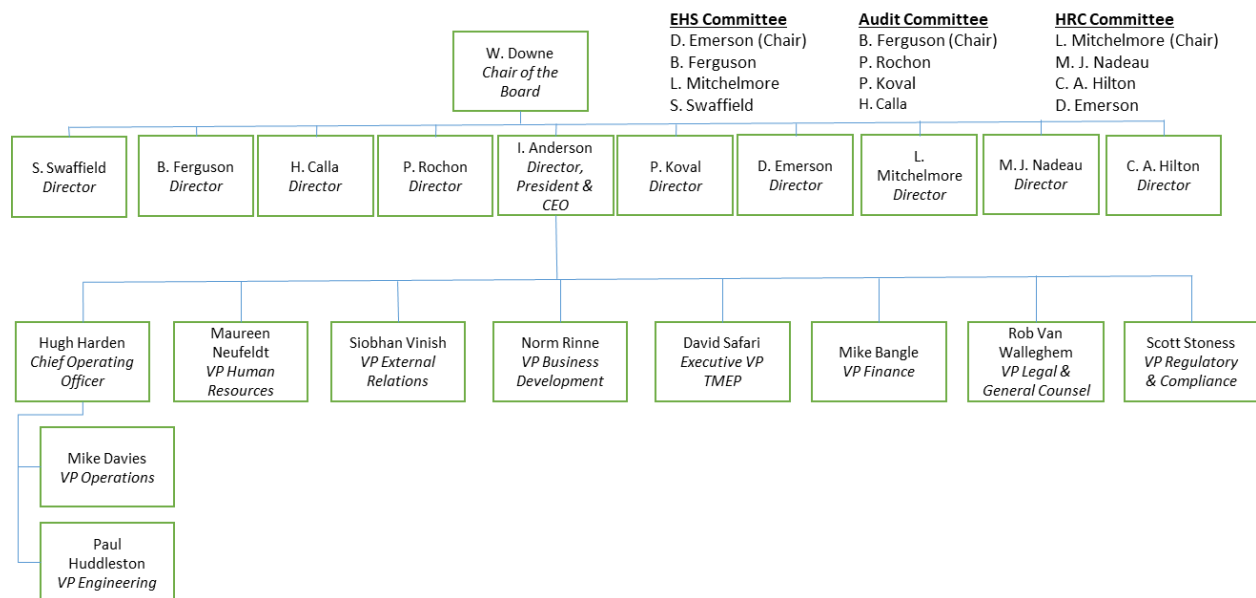 EHS Committee
D. Emerson (Chair)
B. Ferguson
L. Mitchelmore
S. Swaffield
Audit Committee
B. Ferguson (Chair)
P. Rochon
P. Koval
H. Calla
HRC Committee
L. Mitchelmore (Chair)
M. J. Nadeau
C. A. Hilton
D. Emerson
W. Downe
Chair of the
Board
S. Swaffield
Director
B. Ferguson
Director
H. Calla
Director
P. Rochon
Director
I. Anderson
Director,
President &
CEO
P. Koval
Director
D. Emerson
Director
L.
Mitchelmore
Director
M. J. Nadeau
Director
C. A. Hilton
Director
Hugh Harden
Chief Operating
Officer
Maureen
Neufeldt
VP Human
Resources
Siobhan Vinish
VP External
Relations
Norm Rinne
VP Business
Development
David Safari
Executive VP
TMEP
Mike Bangle
VP Finance
Rob Van
Walleghem
VP Legal &
General Counsel
Scott Stoness
VP Regulatory
& Compliance
Mike Davies
VP Operations
Paul
Huddleston
VP Engineering